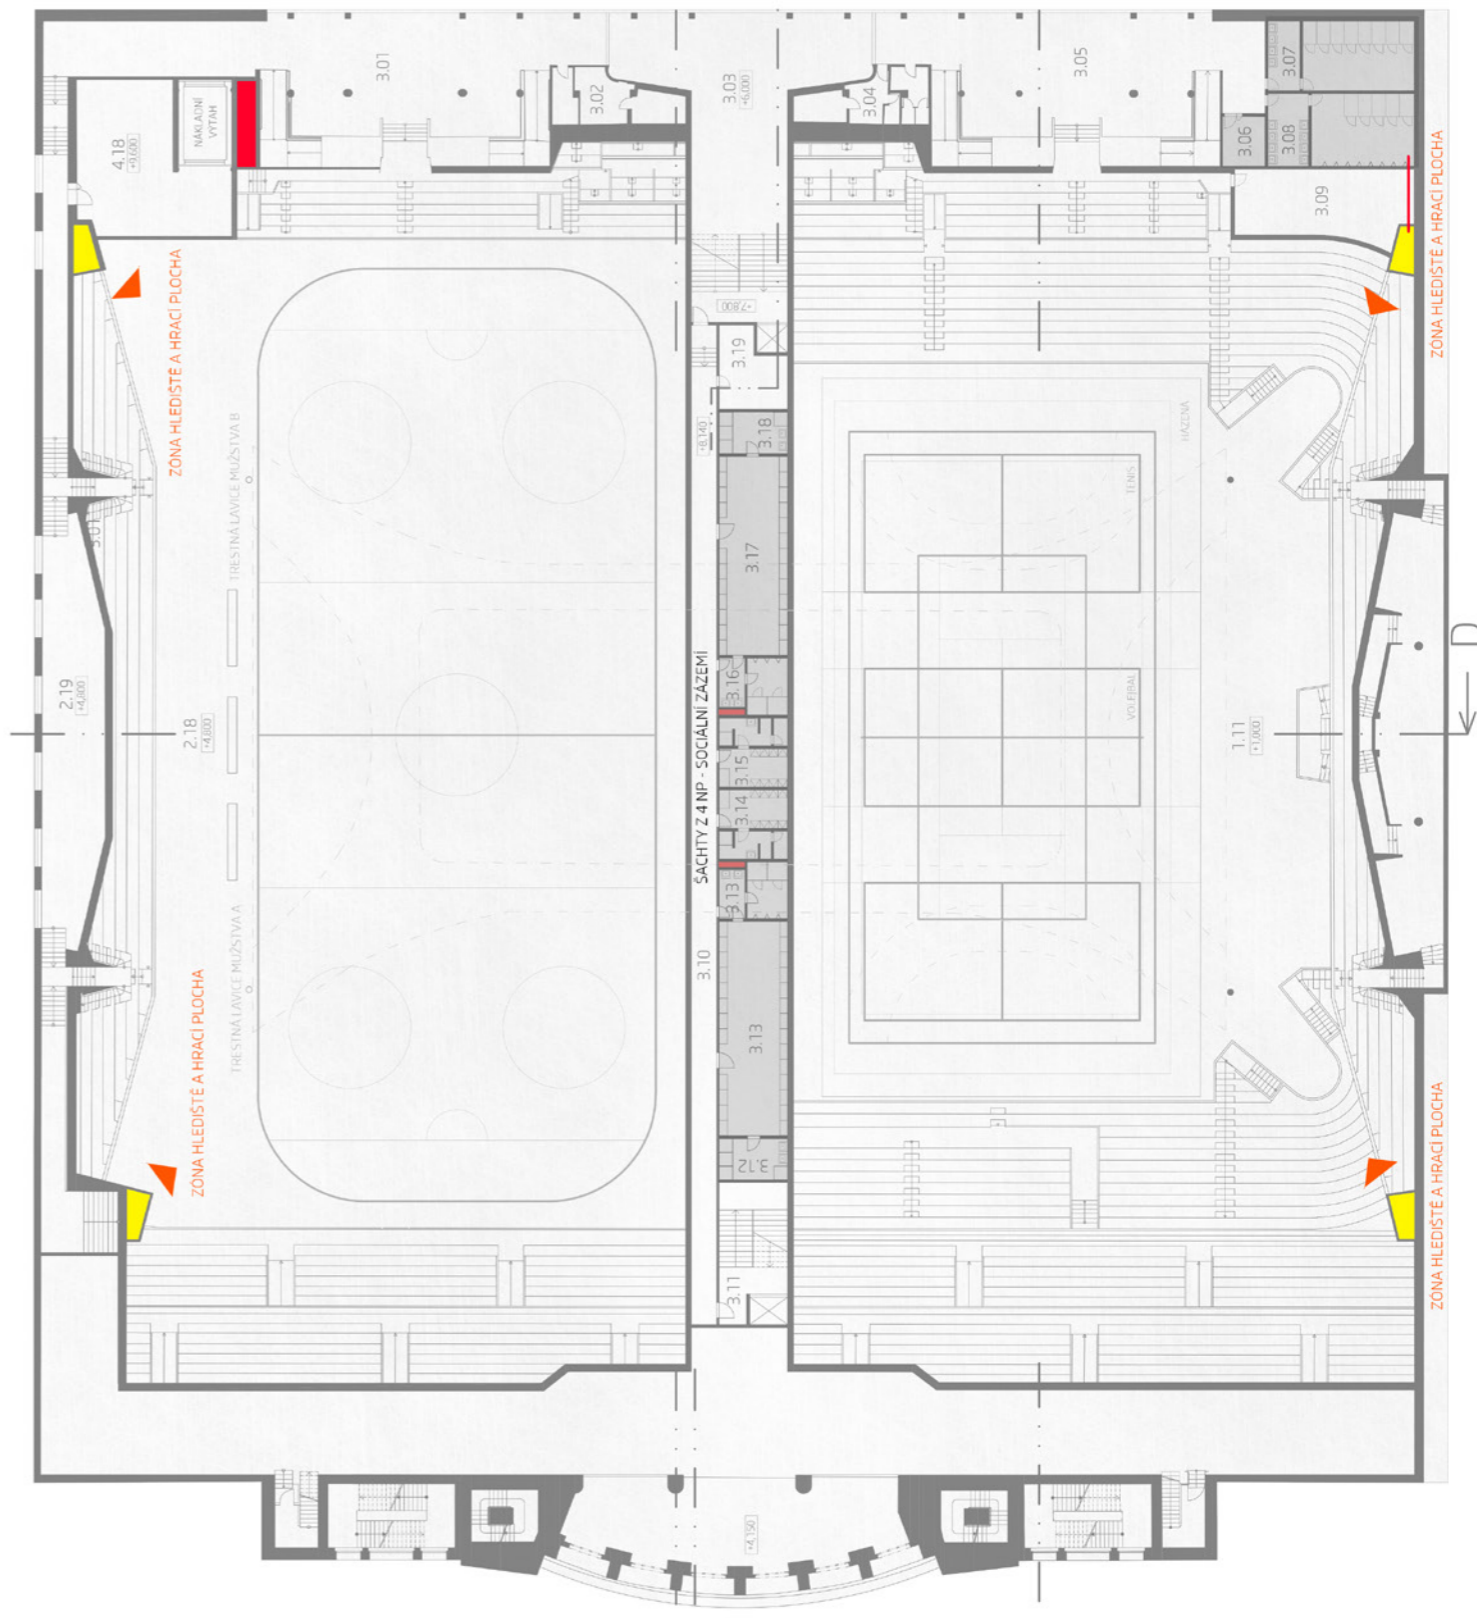 3.01
3.02
3.03
+6,000
3.04
3.05
3.06
3.07
3.08
3.09
4.18
+9,600
NÁKLADNÍ
VÝTAH
ZÓNA HLEDIŠTĚ A HRACÍ PLOCHA
ZÓNA HLEDIŠTĚ A HRACÍ PLOCHA
+7,800
3.19
+8,140
3.18
3.17
3.16
3.15
3.14
3.13
3.13
3.12
3.11
3.10
ŠACHTY Z 4 NP - SOCIÁLNÍ ZÁZEMÍ
TRESTNÁ LAVICE MUŽSTVA B
TRESTNÁ LAVICE MUŽSTVA A
3.01
2.19
+4,800
2.18
+4,800
HÁZENÁ
TENIS
VOLEJBAL
1.11
+1,000
D
ZÓNA HLEDIŠTĚ A HRACÍ PLOCHA
ZÓNA HLEDIŠTĚ A HRACÍ PLOCHA
+4,150